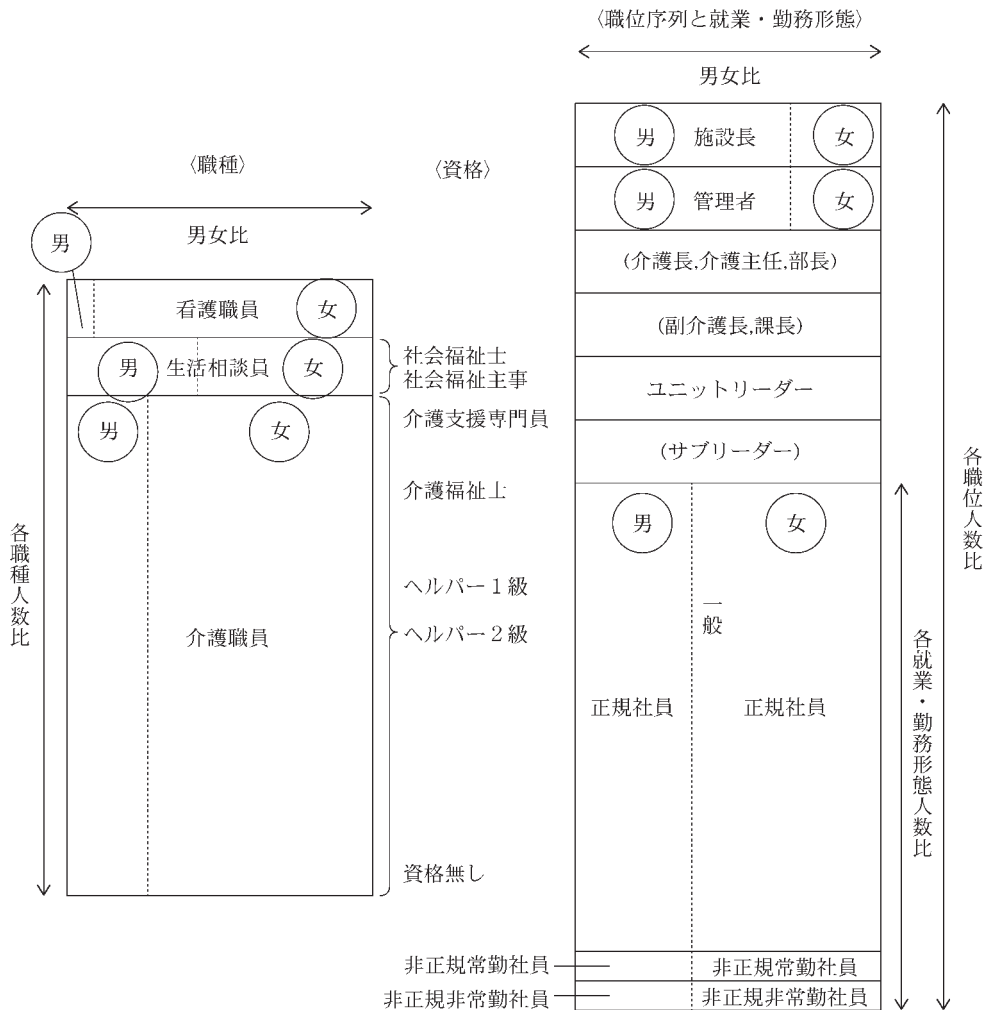 〈職位序列と就業・勤務形態〉
男女比
男 施設長 女
男 管理者 女
(介護長,介護主任,部長)
(副介護長,課長)
ユニットリーダー
(サブリーダー)
男 女
一般
正規社員 正規社員
非正規常勤社員 非正規常勤社員
非正規非常勤社員 非正規非常勤社員
各職位人数比
各就業・勤務形態人数比
〈職種〉
男女比
男
看護職員 女
男 生活相談員 女
男 女
介護職員
各職種人数比
〈資格〉
社会福祉士
社会福祉主事
介護支援専門員
介護福祉士
ヘルパー1級
ヘルパー2級
資格無し